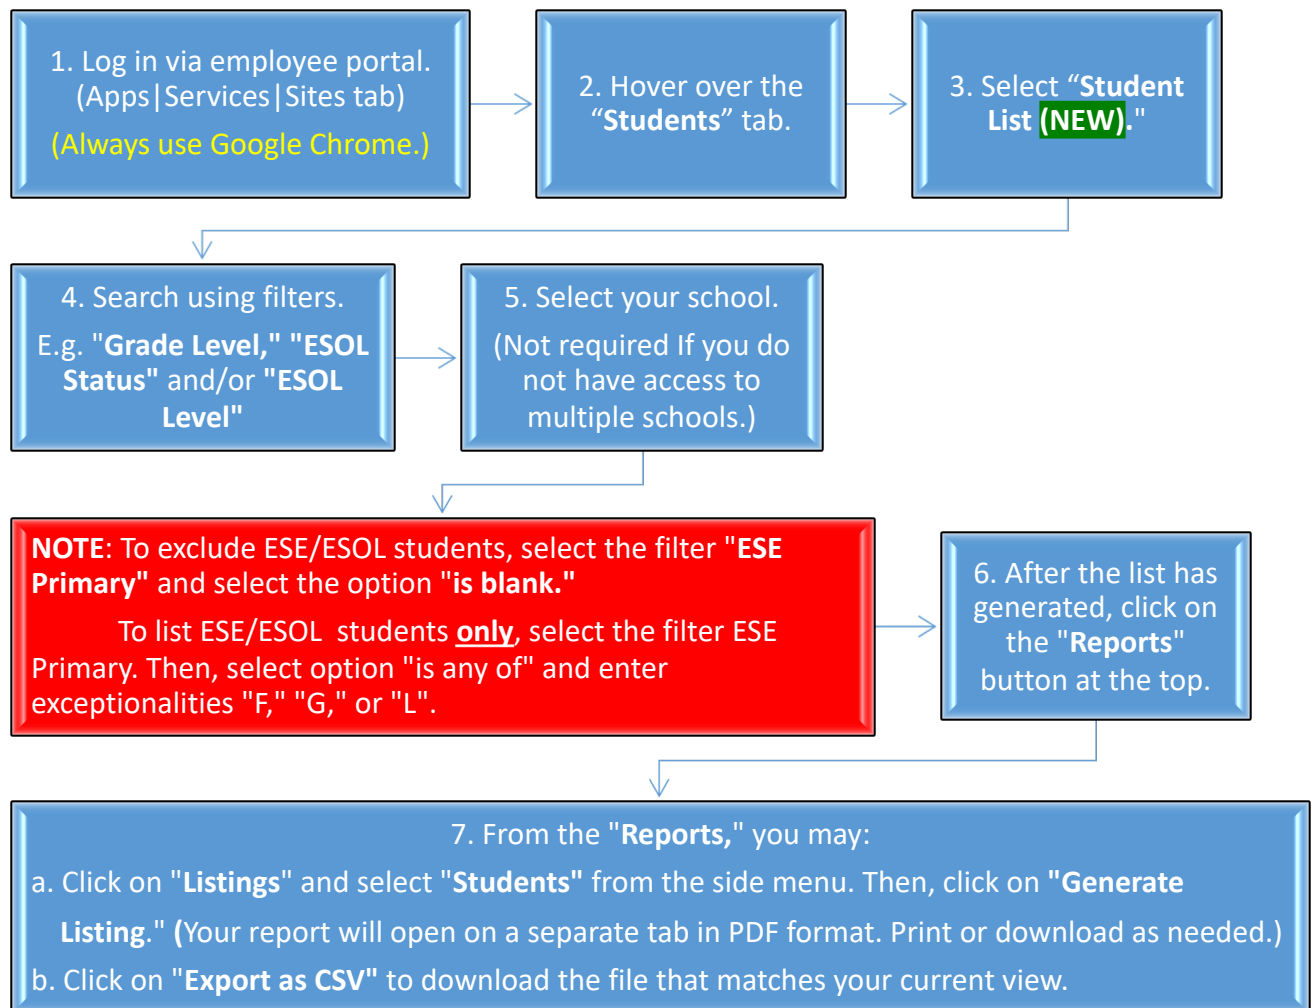 1. Log in via employee portal.
(Apps|Services|Sites tab)
(Always use Google Chrome.)
2. Hover over the
“Students” tab.
3. Select “Student
List (NEW)."
4. Search using filters.
E.g. "Grade Level," "ESOL
Status" and/or "ESOL
Level"
5. Select your school.
(Not required If you do
not have access to
multiple schools.)
NOTE: To exclude ESE/ESOL students, select the filter "ESE
Primary" and select the option "is blank."
To list ESE/ESOL  students only, select the filter ESE
Primary. Then, select option "is any of" and enter
exceptionalities "F," "G," or "L".
6. After the list has
generated, click on
the "Reports"
button at the top.
7. From the "Reports," you may:
a. Click on "Listings" and select "Students" from the side menu. Then, click on "Generate
Listing." (Your report will open on a separate tab in PDF format. Print or download as needed.)
b. Click on "Export as CSV" to download the file that matches your current view.